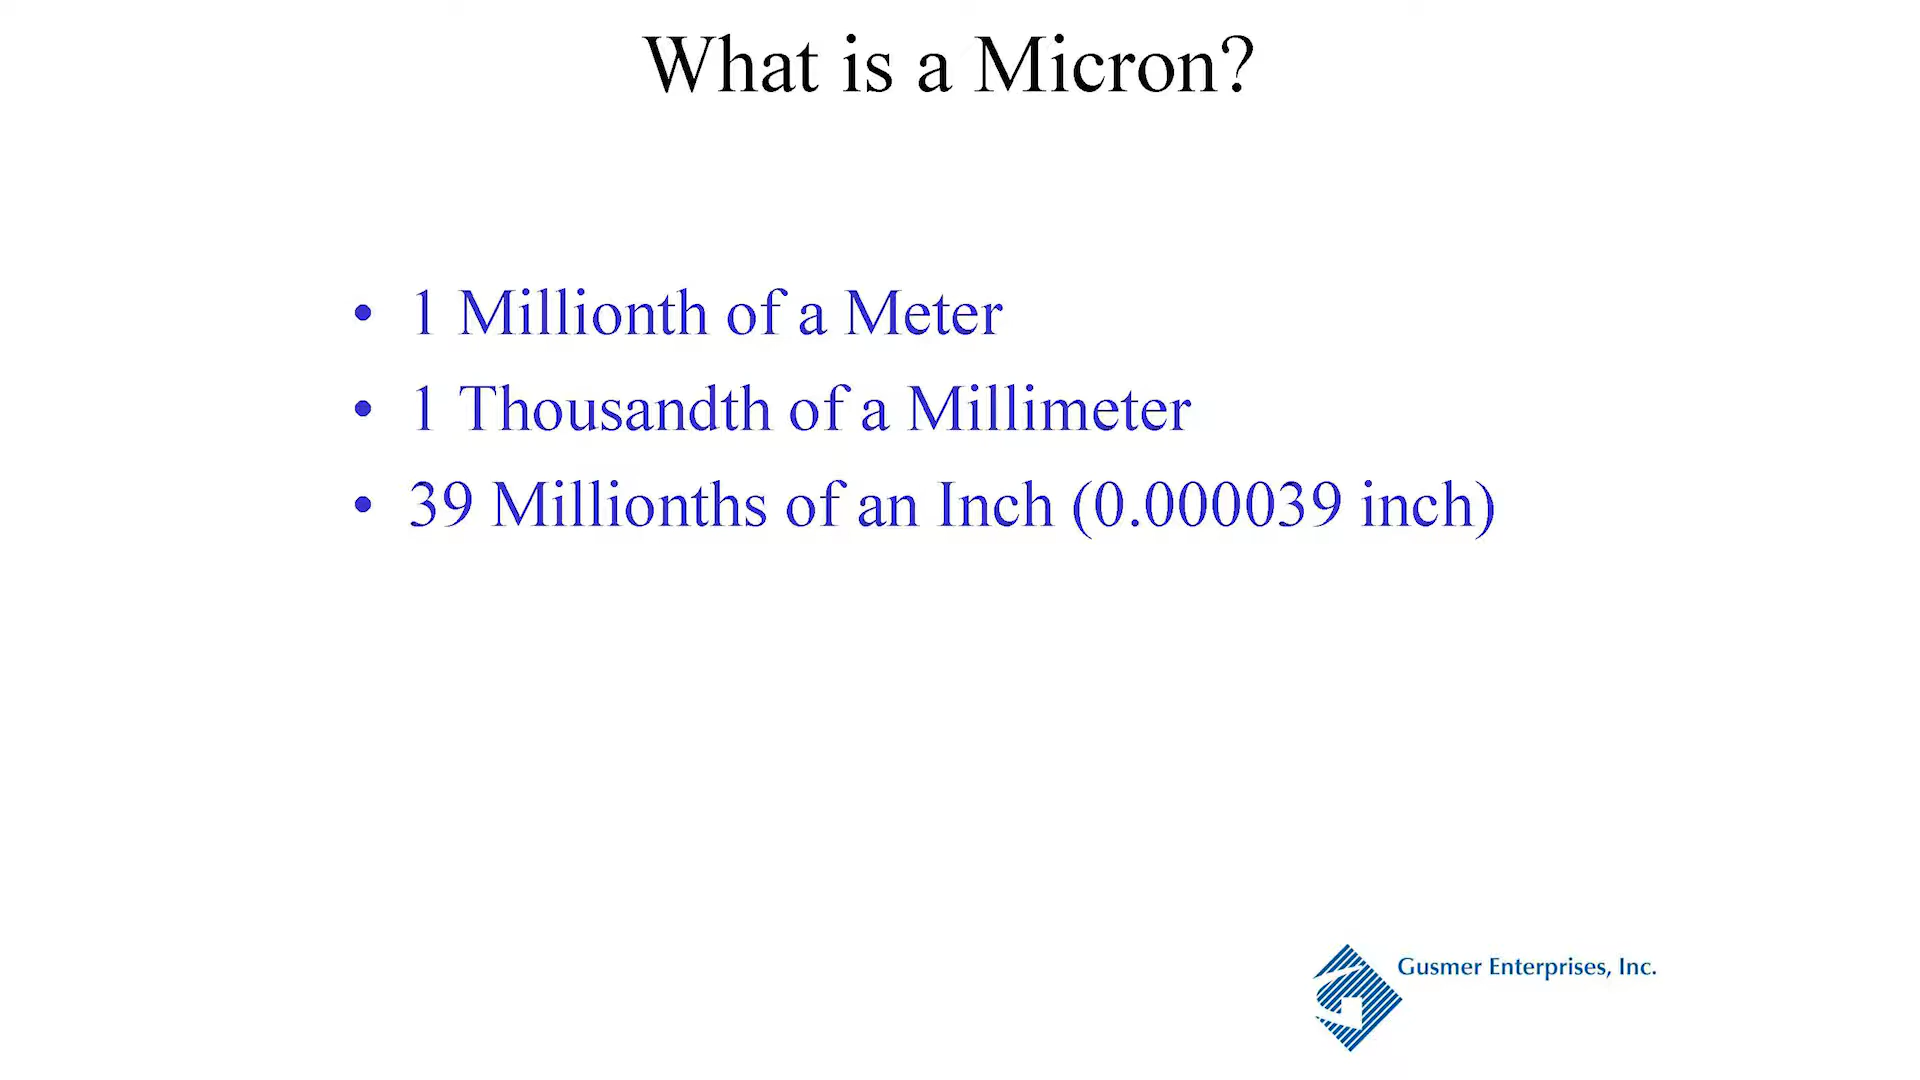 What is a Micron?
• 1 Millionth of a Meter
• 1 Thousandth of a Millimeter
• 39 Millionths of an Inch (0.000039 inch)
Gusmer Enterprises, Inc.